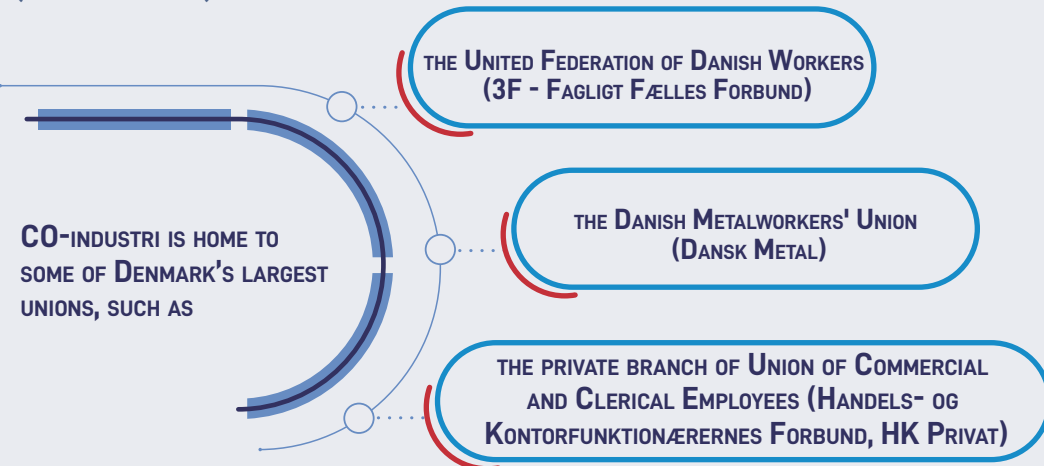 THE UNITED FEDERATION OF DANISH WORKERS
(3F - FAGLIGT FÆLLES FORBUND)
CO-INDUSTRI IS HOME TO
SOME OF DENMARK'S LARGEST
UNIONS, SUCH AS
THE DANISH METALWORKERS' UNION
(DANSK METAL)
THE PRIVATE BRANCH OF UNION OF COMMERCIAL
AND CLERICAL EMPLOYEES (HANDELS- OG
KONTORFUNKTIONÆRERNES FORBUND, HK PRIVAT)